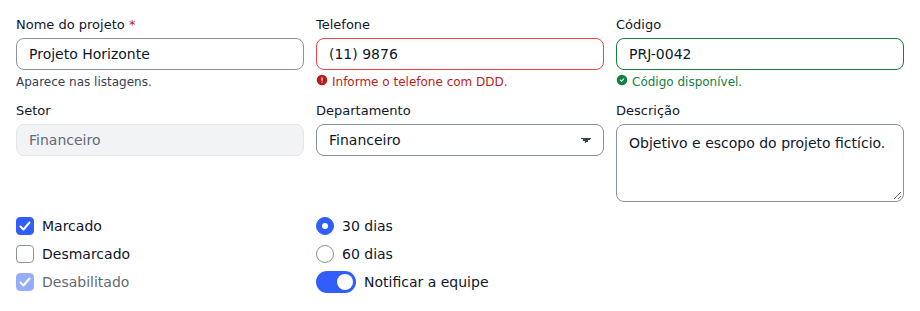 Nome do projeto *
Projeto Horizonte
Aparece nas listagens.
Telefone
(11) 9876
Informe o telefone com DDD.
Código
PRJ-0042
Código disponível.
Setor
Financeiro
Departamento
Financeiro
Descrição
Objetivo e escopo do projeto fictício.
Marcado
Desmarcado
Desabilitado
30 dias
60 dias
Notificar a equipe